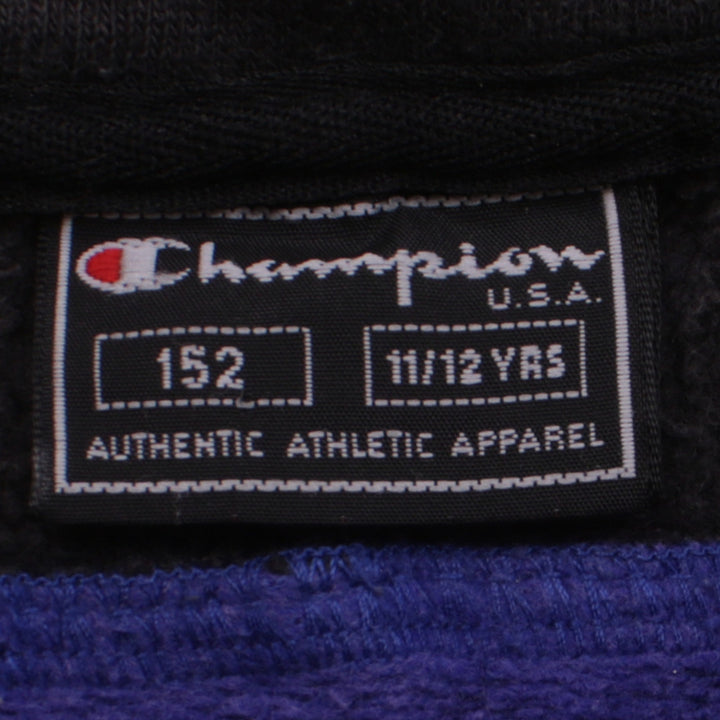 Champion
U.S.A.
152
11/12 YRS
AUTHENTIC ATHLETIC APPAREL